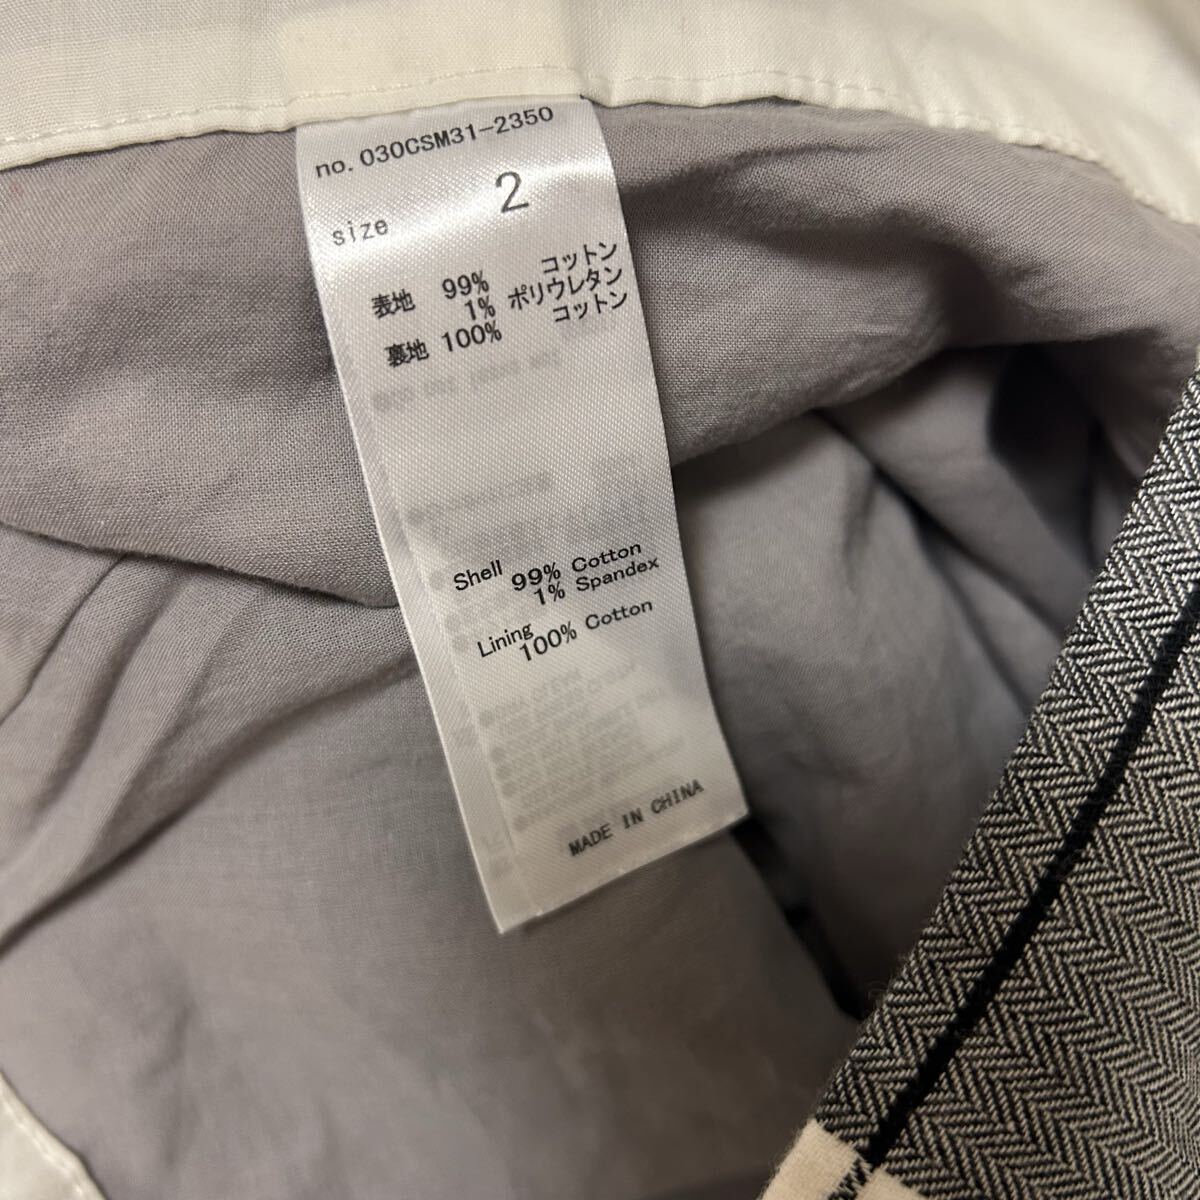 no.030CSM31-2350
size 2
表地 99% コットン
1% ポリウレタン
裏地 100% コットン
Shell 99% Cotton
1% Spandex
Lining 100% Cotton
MADE IN CHINA